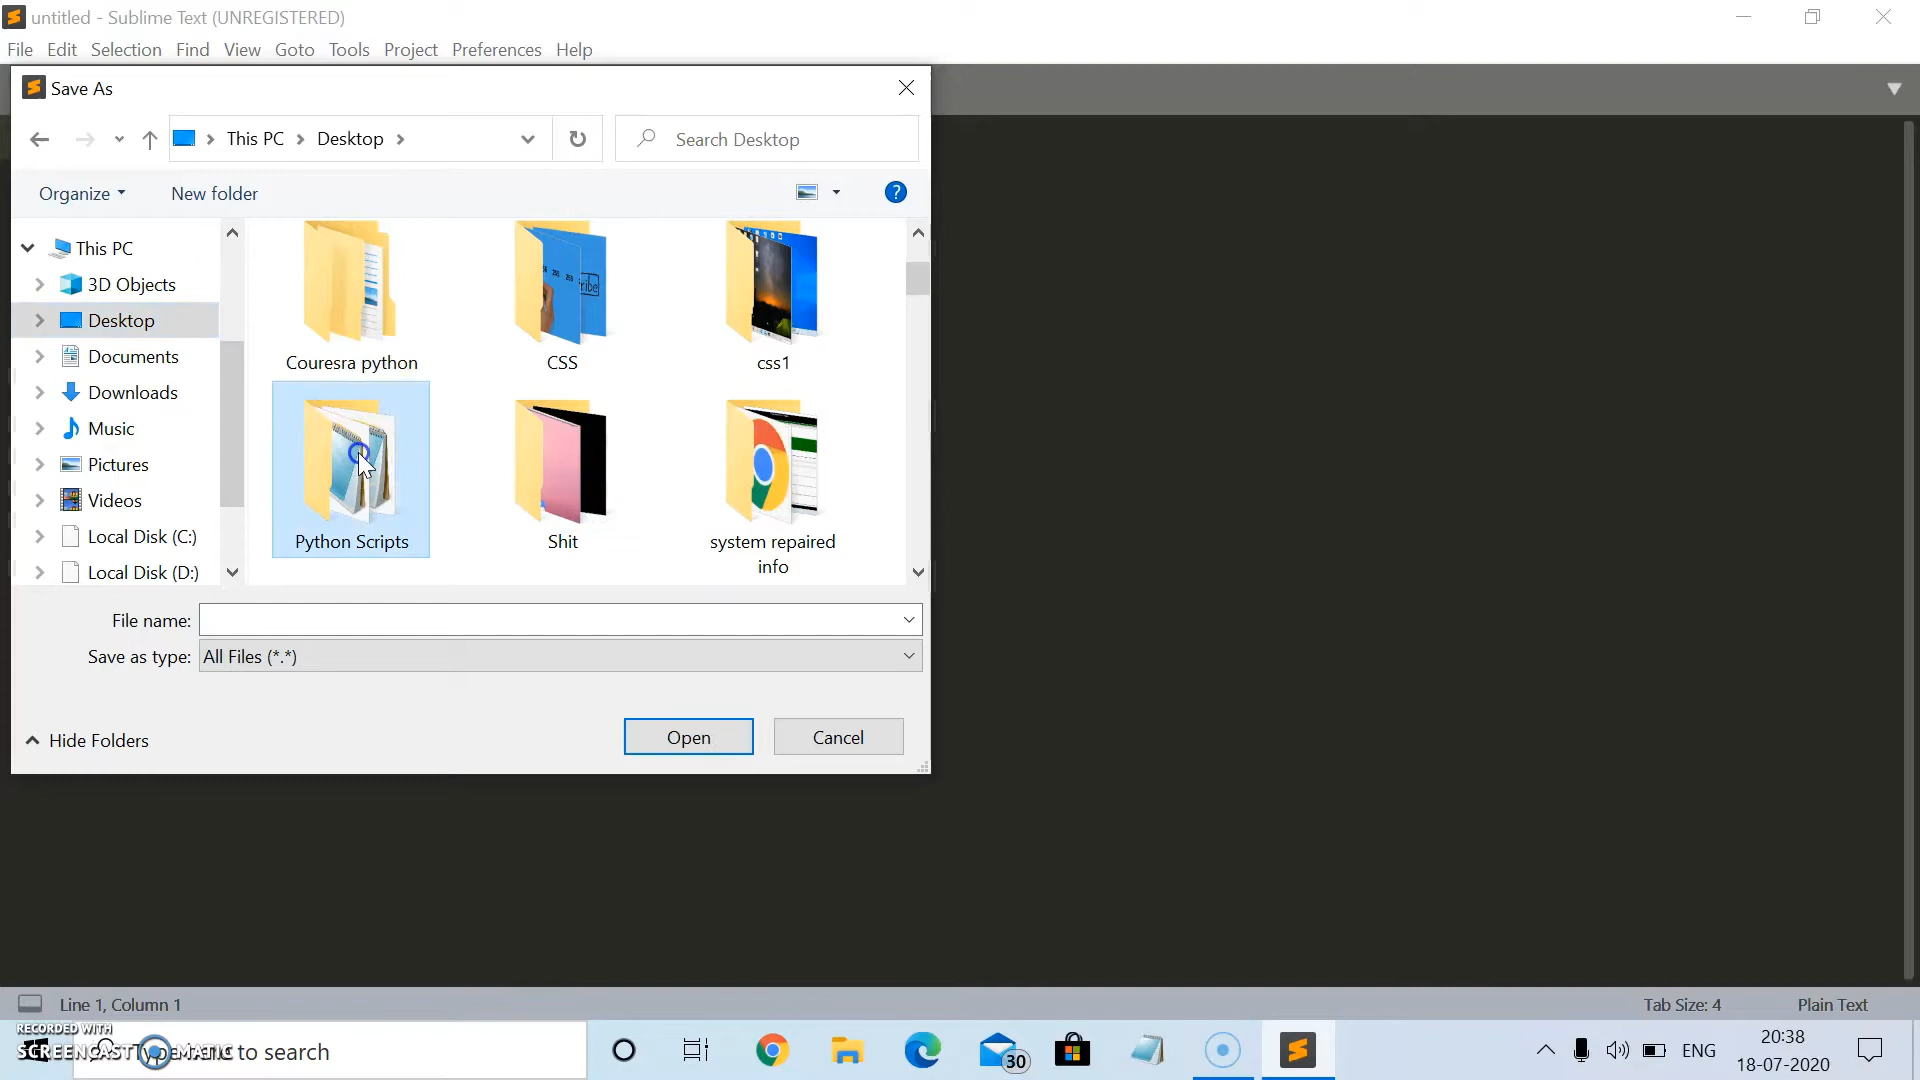 untitled - Sublime Text (UNREGISTERED)
File Edit Selection Find View Goto Tools Project Preferences Help
Save As
This PC Desktop
Search Desktop
Organize New folder
?
This PC
3D Objects
Desktop
Documents
Downloads
Music
Pictures
Videos
Local Disk (C:)
Local Disk (D:)
Couresra python CSS css1
Python Scripts Shit system repaired
info
File name:
Save as type: All Files (*.*)
Hide Folders Open Cancel
Line 1, Column 1 Tab Size: 4 Plain Text
RECORDED WITH
SCREENCAST MATIC
to search
30
ENG
20:38
18-07-2020